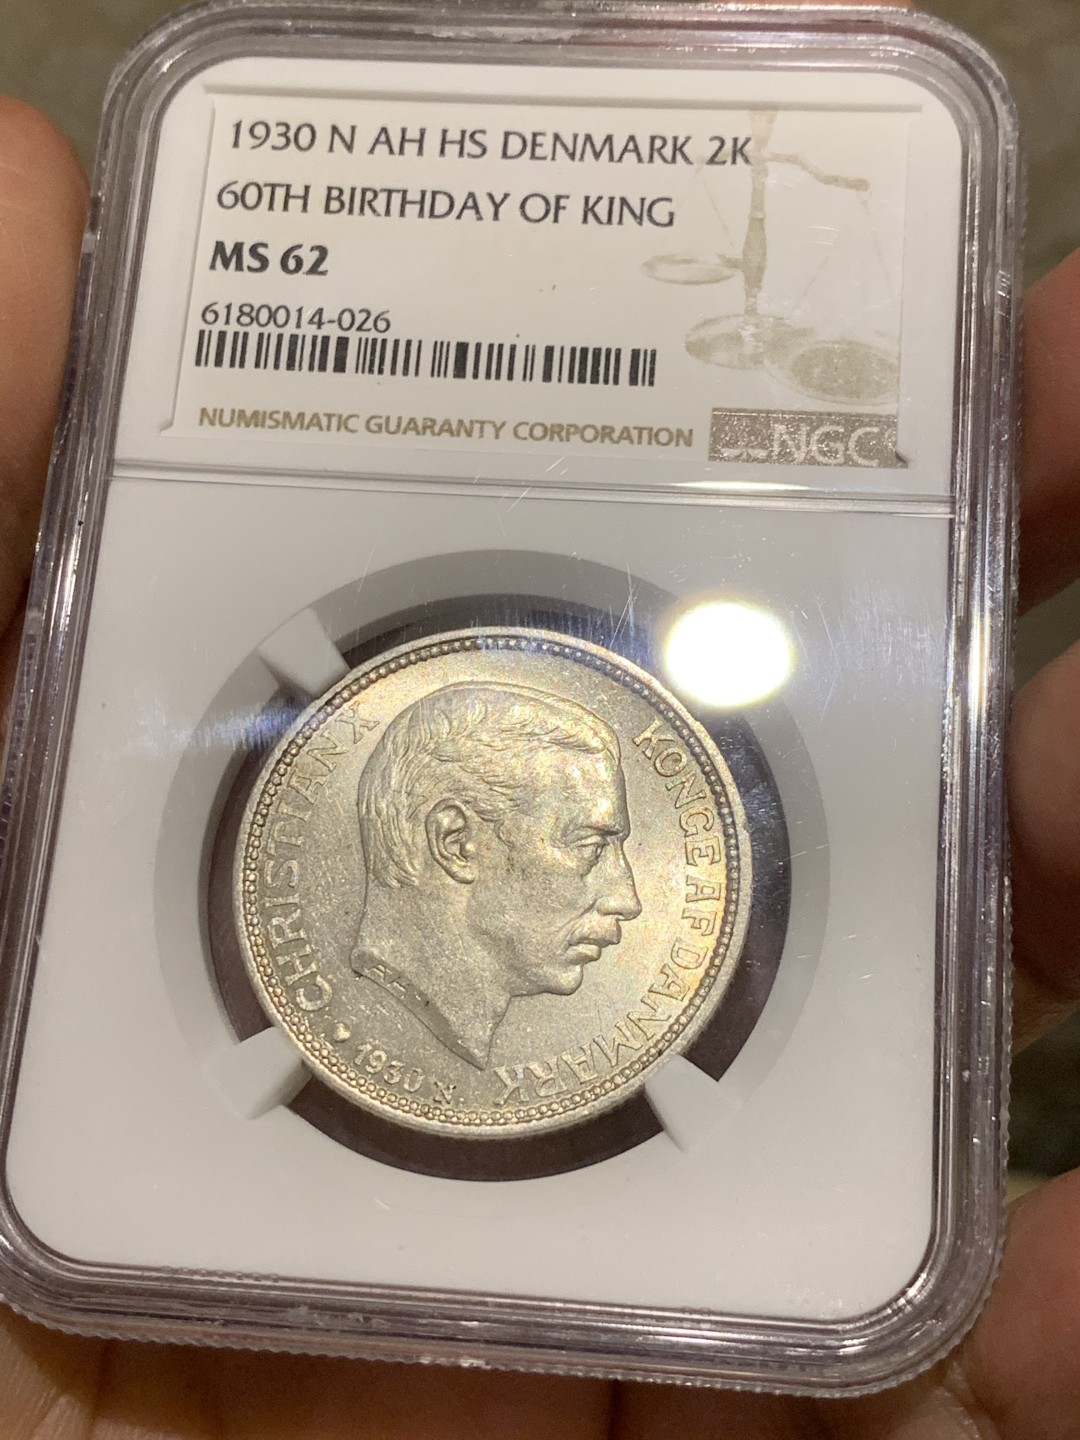 1930 N AH HS DENMARK 2K
60TH BIRTHDAY OF KING
MS 62
6180014-026
NUMISMATIC GUARANTY CORPORATION
NGC
CHRISTIAN X KONGE AF DANMARK
1930 N